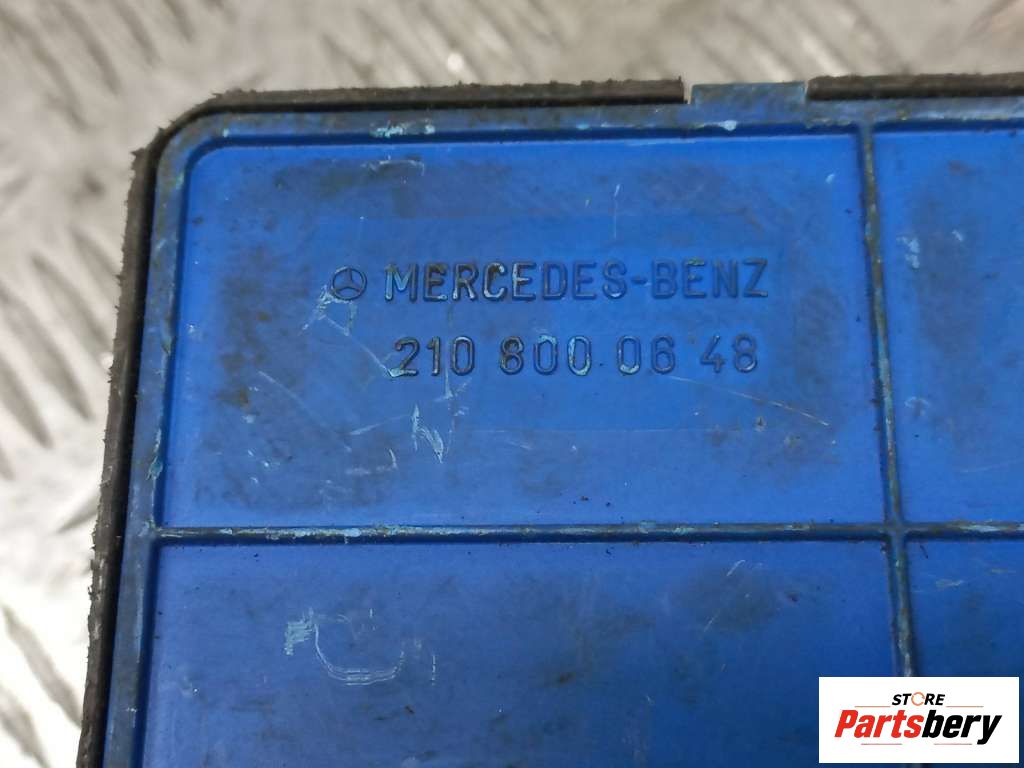 MERCEDES-BENZ
210 800 06 48
STORE
Partsbery